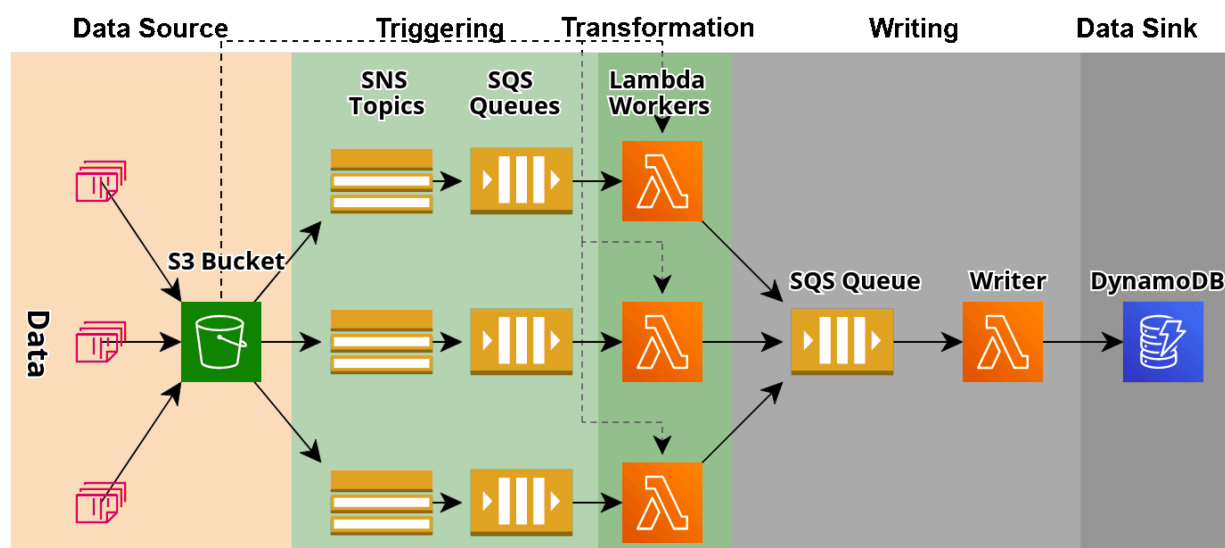 Data Source
Triggering
Transformation
Writing
Data Sink
SNS
Topics
SQS
Queues
Lambda
Workers
S3 Bucket
SQS Queue
Writer
DynamoDB
Data